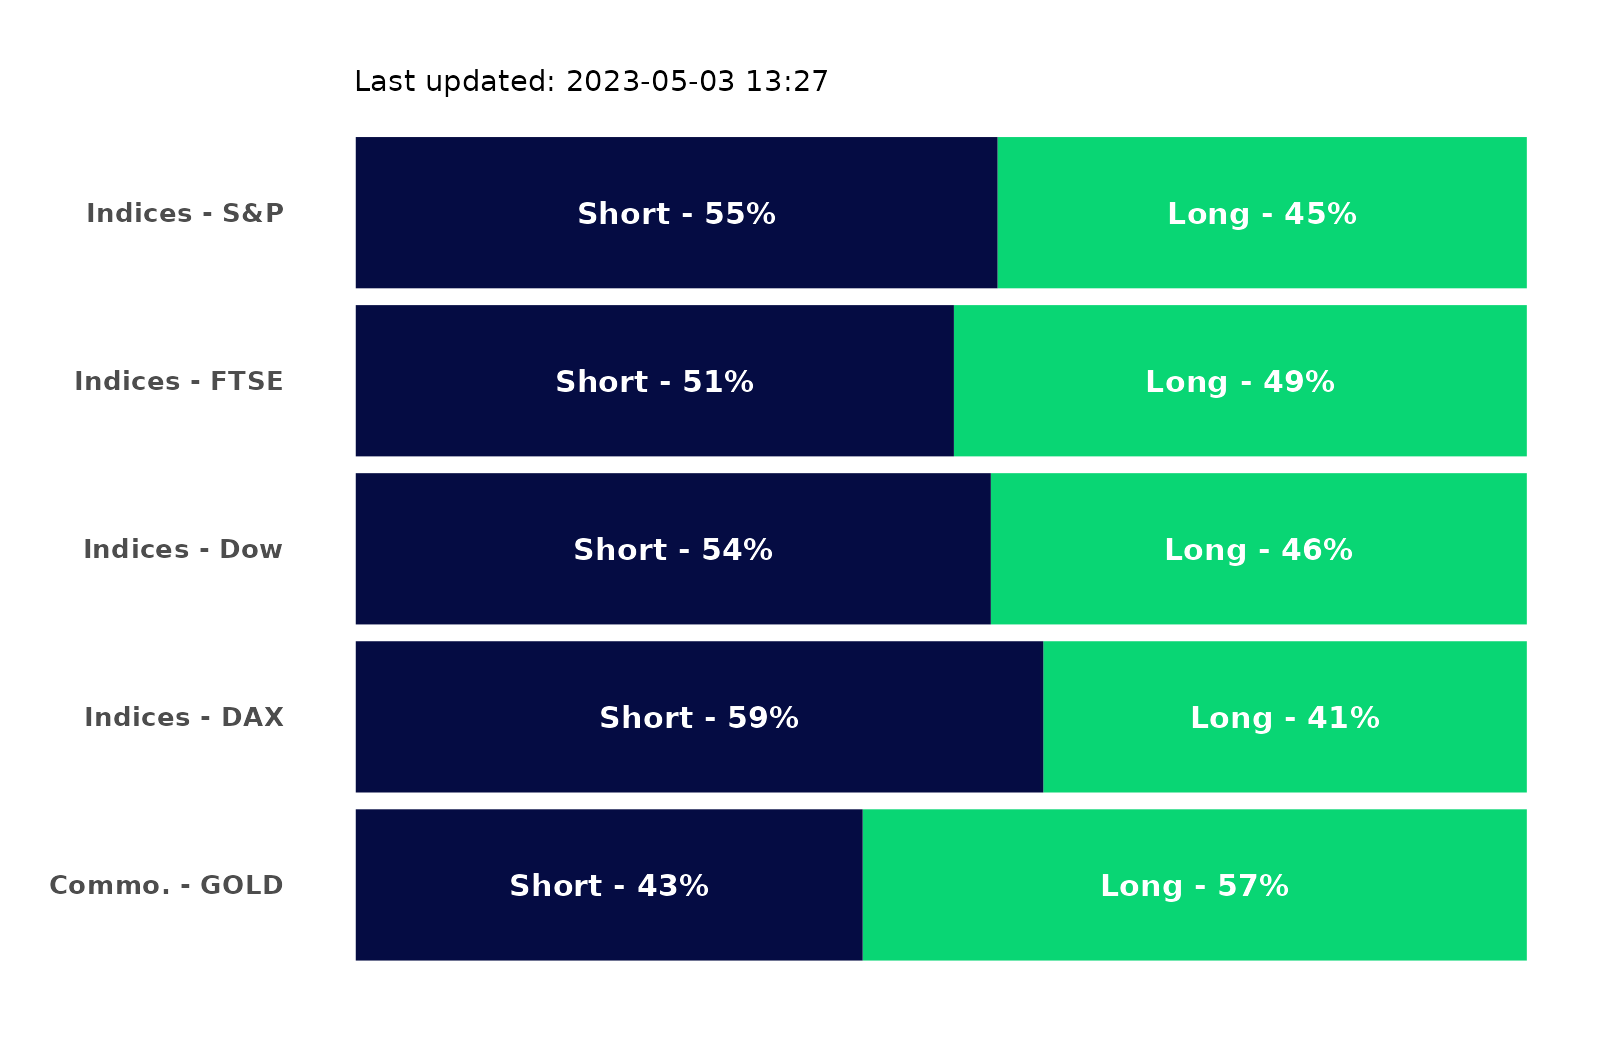 Last updated: 2023-05-03 13:27
Indices - S&P Short - 55% Long - 45%
Indices - FTSE Short - 51% Long - 49%
Indices - Dow Short - 54% Long - 46%
Indices - DAX Short - 59% Long - 41%
Commo. - GOLD Short - 43% Long - 57%